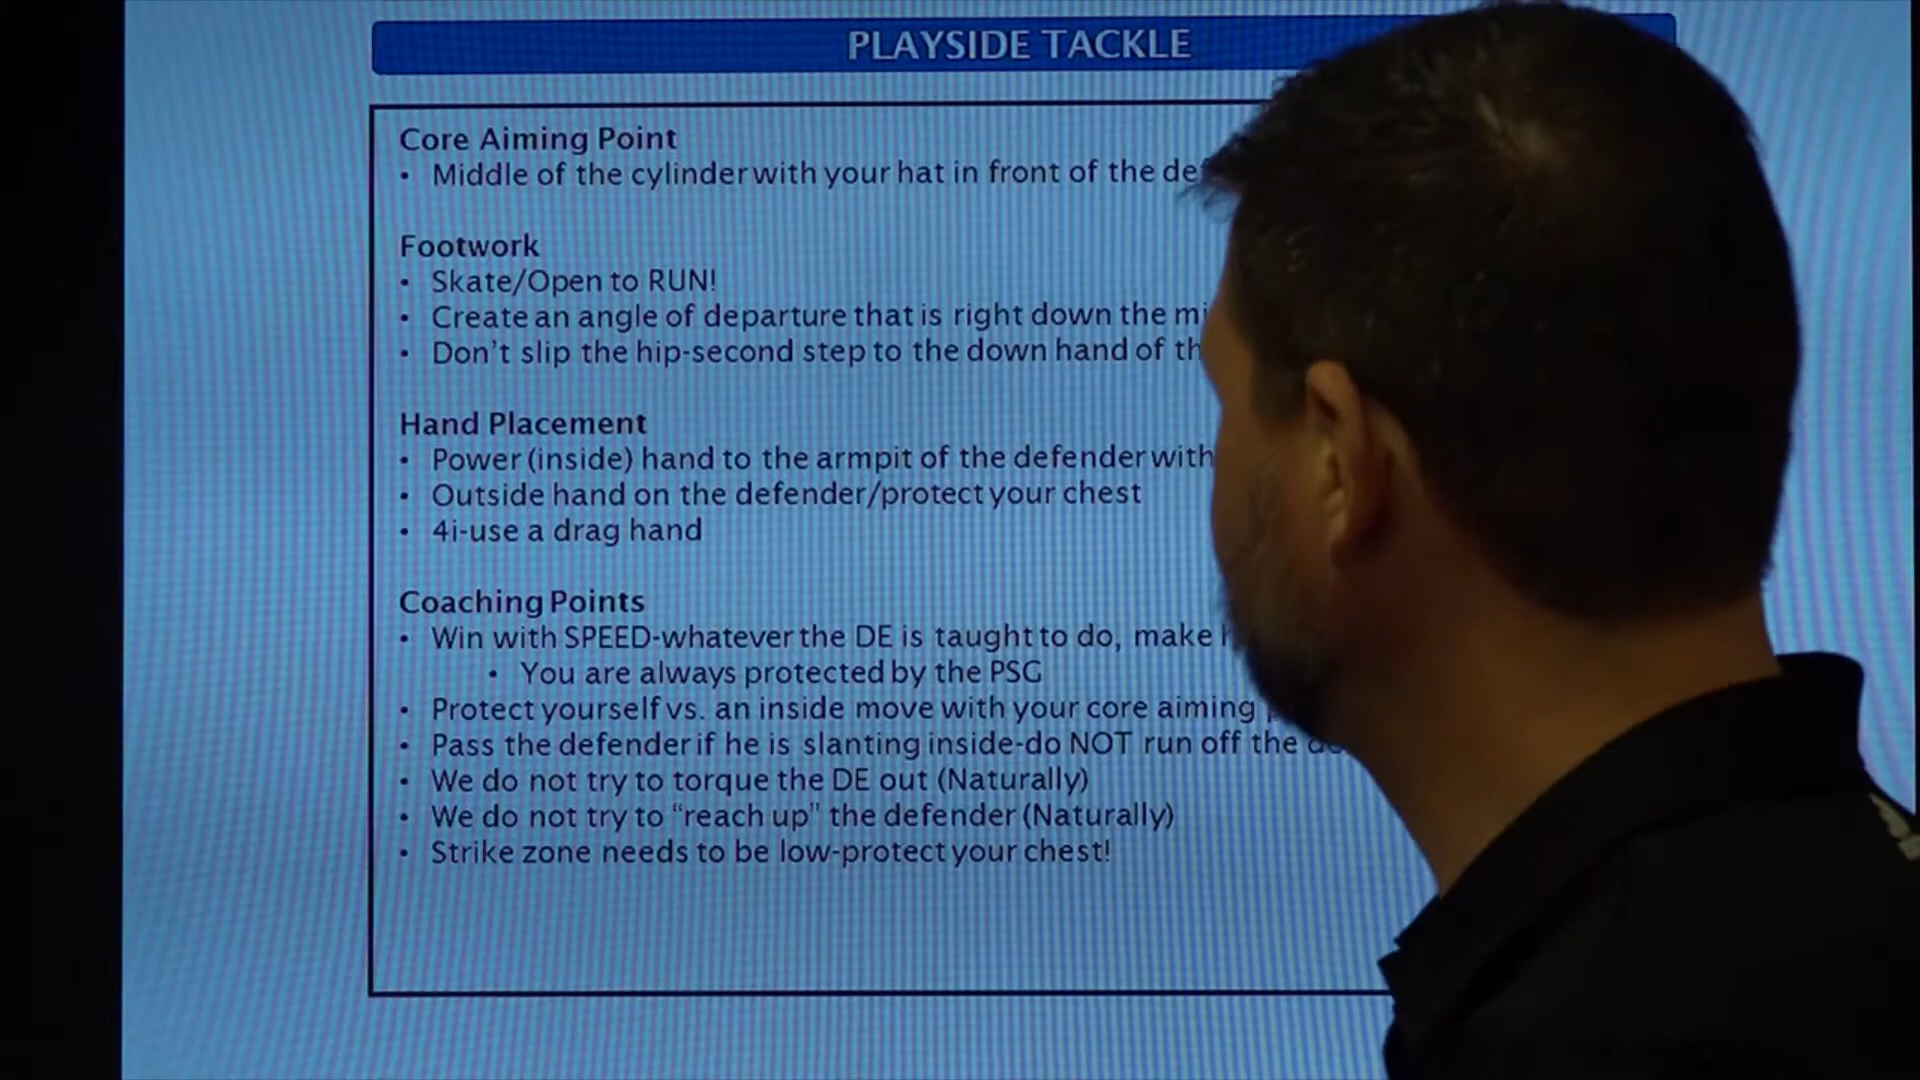 PLAYSIDE TACKLE
Core Aiming Point
• Middle of the cylinder with your hat in front of the
Footwork
• Skate/Open to RUN!
• Create an angle of departure that is right down the
• Don't slip the hip-second step to the down hand of
Hand Placement
• Power (inside) hand to the armpit of the defender with
• Outside hand on the defender/protect your chest
• 4i-use a drag hand
Coaching Points
• Win with SPEED-whatever the DE is taught to do, make
• You are always protected by the PSG
• Protect yourself vs. an inside move with your core aiming
• Pass the defender if he is slanting inside-do NOT run off the
• We do not try to torque the DE out (Naturally)
• We do not try to “reach up” the defender (Naturally)
• Strike zone needs to be low-protect your chest!